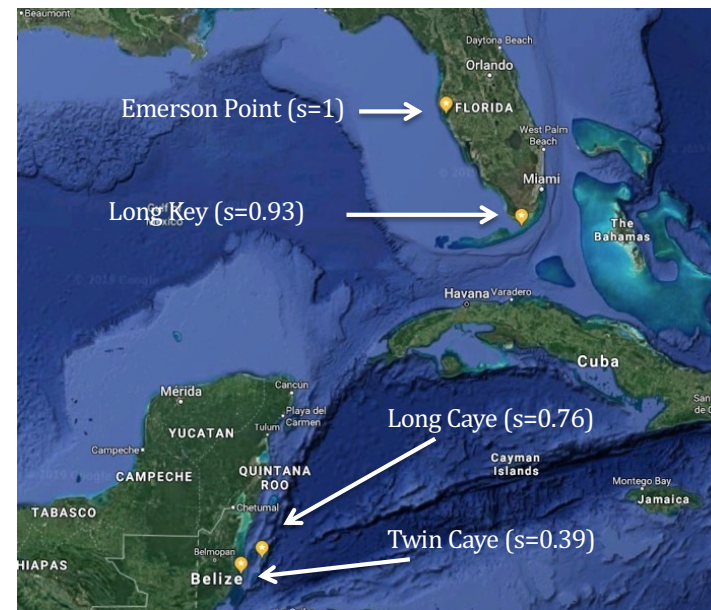 Beaumont
Daytona Beach
Orlando
Emerson Point (s=1)
FLORIDA
West Palm
Beach
Miami
Long Key (s=0.93)
The
Bahamas
Havana
Varadero
Cuba
Mérida
Cancún
Playa del
Carmen
YUCATAN
Tulum
Long Caye (s=0.76)
Campeche
CAMPECHE
QUINTANA
ROO
Cayman
Islands
Montego Bay
Jamaica
Chetumal
TABASCO
Twin Caye (s=0.39)
Belmopan
HIAPAS
Belize